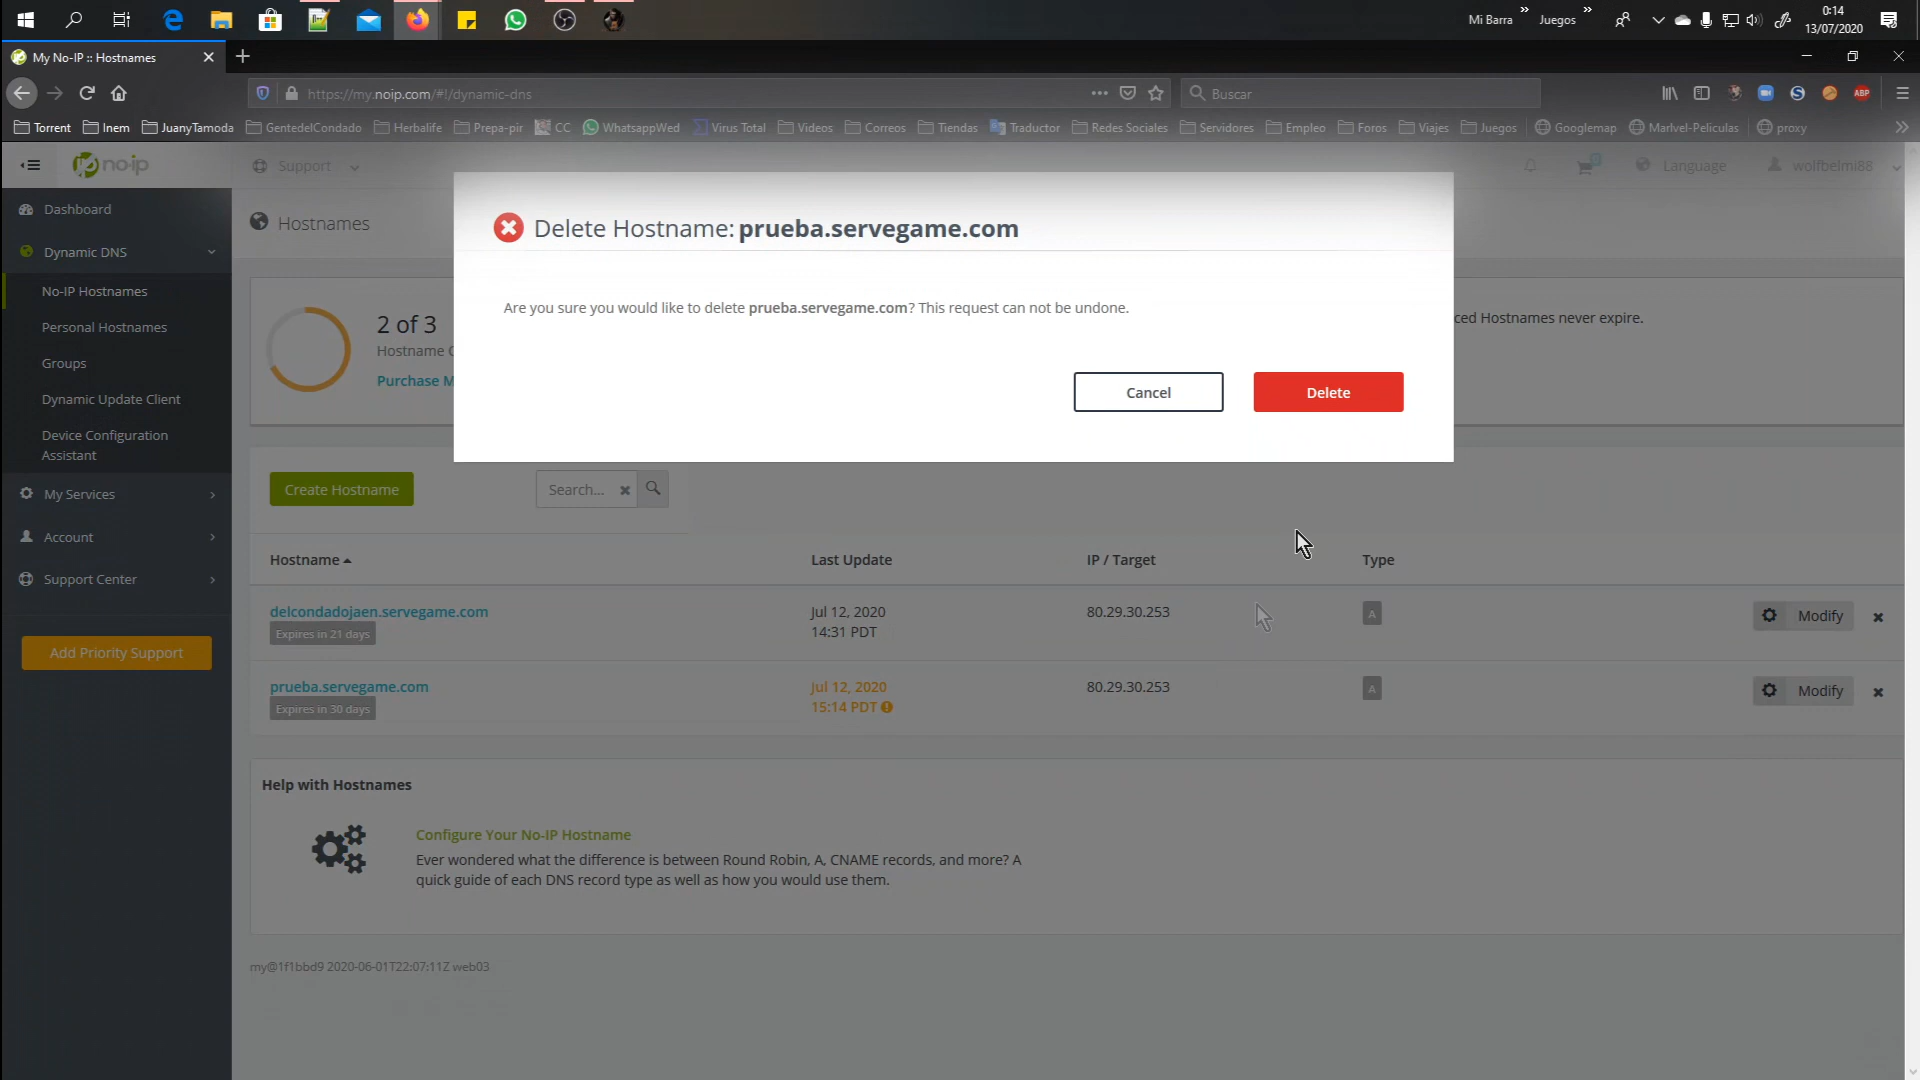 Mi Barra
»
Juegos
»
0:14
13/07/2020
My No-IP :: Hostnames
https://my.noip.com/#!/dynamic-dns
Buscar
ABP
Torrent
Inem
JuanyTamoda
GentedelCondado
Herbalife
Prepa-pir
CC
WhatsappWed
Virus Total
Videos
Correos
Tiendas
Traductor
Redes Sociales
Servidores
Empleo
Foros
Viajes
Juegos
Googlemap
Marlvel-Peliculas
proxy
»
no-ip
Support
0
Language
wolfbelmi88
Dashboard
Dynamic DNS
No-IP Hostnames
Personal Hostnames
Groups
Dynamic Update Client
Device Configuration
Assistant
My Services
Account
Support Center
Add Priority Support
Hostnames
Delete Hostname: prueba.servegame.com
Are you sure you would like to delete prueba.servegame.com? This request can not be undone.
Cancel
Delete
2 of 3
Hostname
Purchase M
ced Hostnames never expire.
Create Hostname
Search...
Hostname
Last Update
IP / Target
Type
delcondadojaen.servegame.com
Expires in 21 days
Jul 12, 2020
14:31 PDT
80.29.30.253
A
Modify
prueba.servegame.com
Expires in 30 days
Jul 12, 2020
15:14 PDT
80.29.30.253
A
Modify
Help with Hostnames
Configure Your No-IP Hostname
Ever wondered what the difference is between Round Robin, A, CNAME records, and more? A
quick guide of each DNS record type as well as how you would use them.
my@1f1bbd9 2020-06-01T22:07:11Z web03